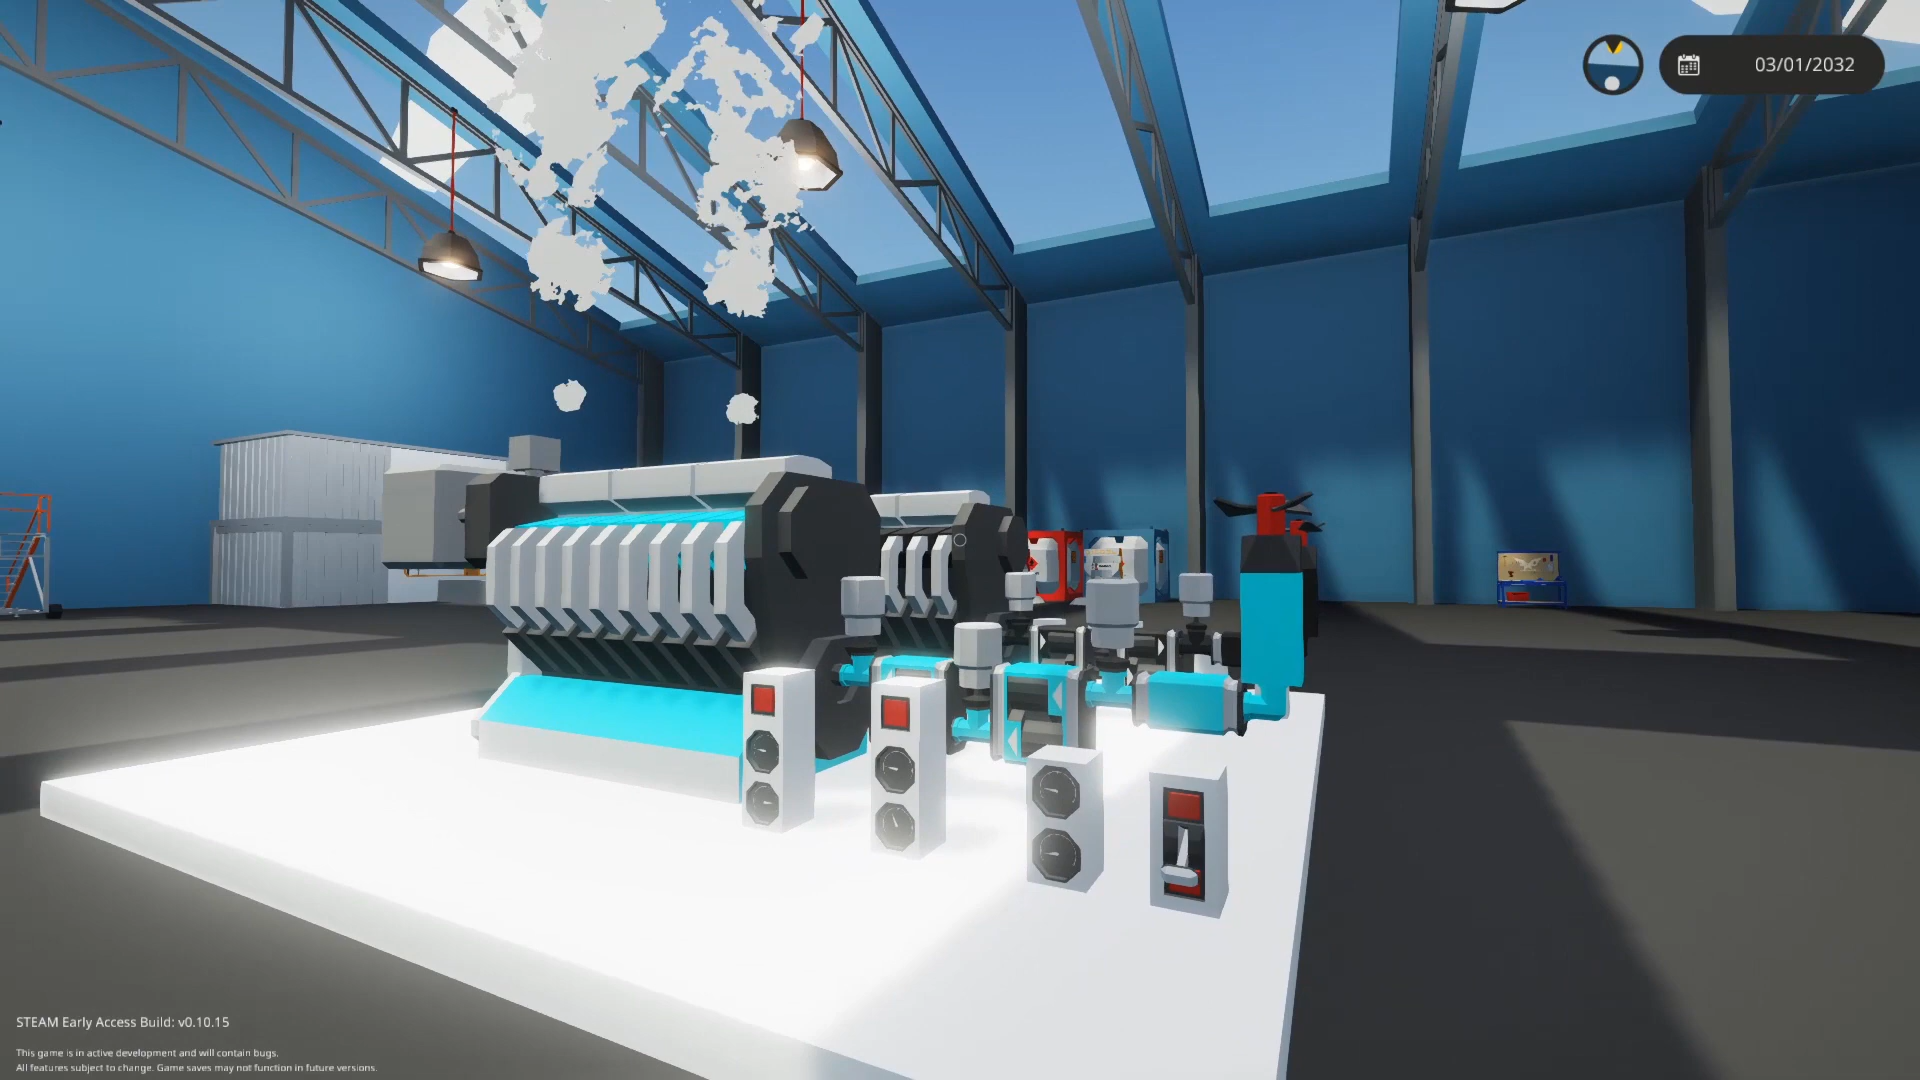 03/01/2032
STEAM Early Access Build: v0.10.15
This game is in active development and will contain bugs.
All features subject to change. Game saves may not function in future versions.